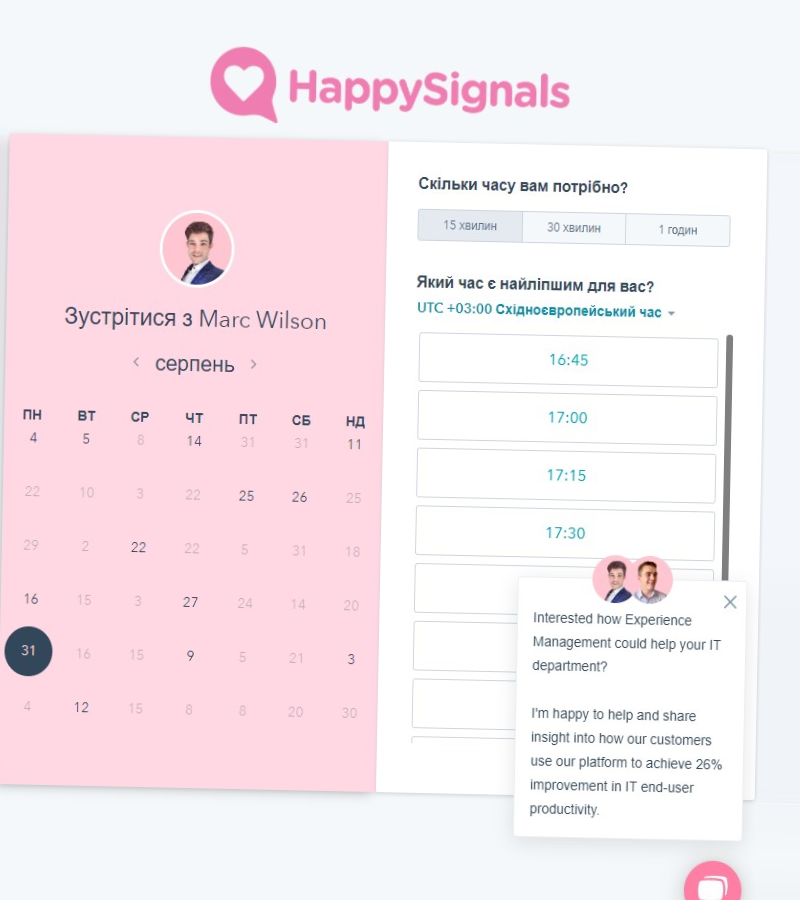 HappySignals
Зустрітися з Marc Wilson
серпень
ПН ВТ СР ЧТ ПТ СБ НД
4 5 8 14 31 31 11
22 10 3 22 25 26 25
29 2 22 22 5 31 18
16 15 3 27 24 14 20
31 16 15 9 5 21 3
4 12 15 8 8 20 30
Скільки часу вам потрібно?
15 хвилин 30 хвилин 1 годин
Який час є найліпшим для вас?
UTC +03:00 Східноєвропейський час
16:45
17:00
17:15
17:30
Interested how Experience
Management could help your IT
department?
I'm happy to help and share
insight into how our customers
use our platform to achieve 26%
improvement in IT end-user
productivity.